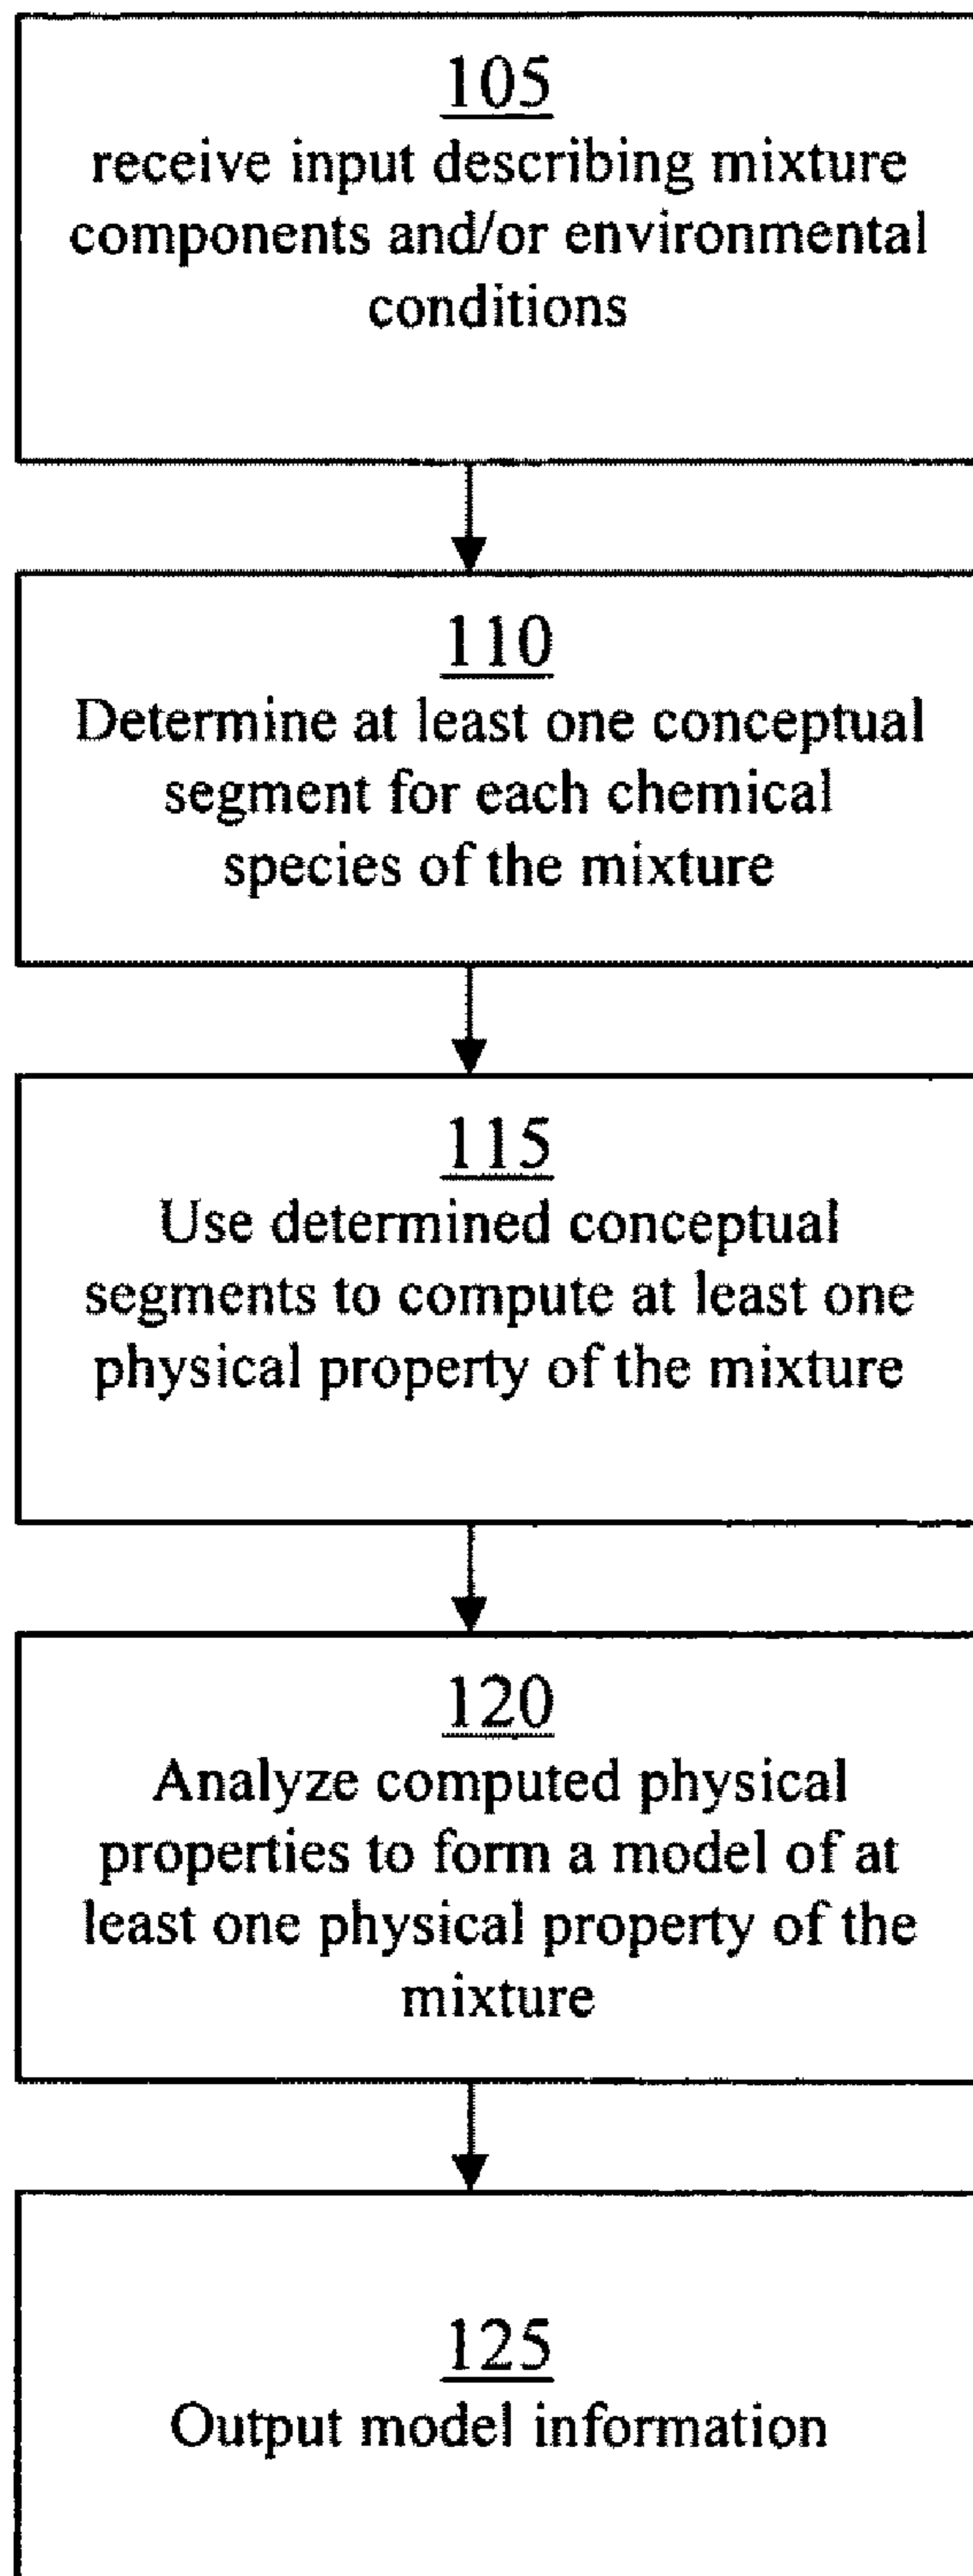 105
receive input describing mixture
components and/or environmental
conditions
110
Determine at least one conceptual
segment for each chemical
species of the mixture
115
Use determined conceptual
segments to compute at least one
physical property of the mixture
120
Analyze computed physical
properties to form a model of at
least one physical property of the
mixture
125
Output model information